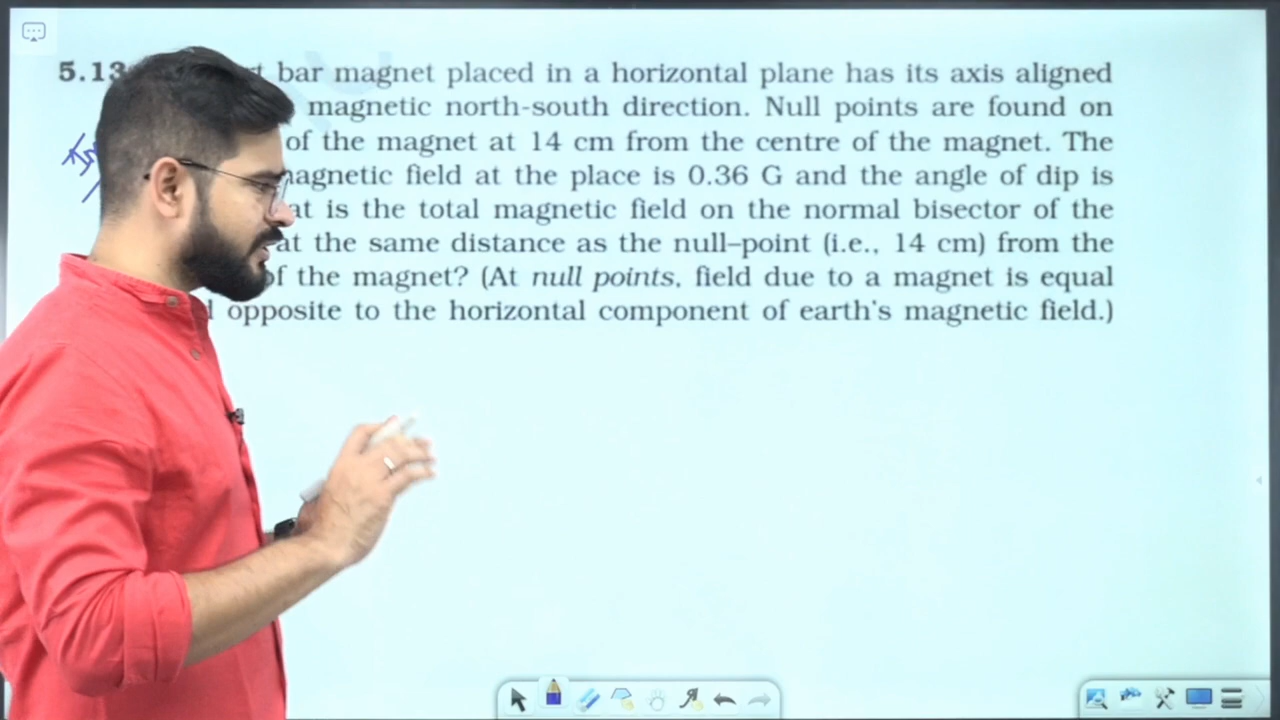 5.13 bar magnet placed in a horizontal plane has its axis aligned
magnetic north-south direction. Null points are found on
of the magnet at 14 cm from the centre of the magnet. The
magnetic field at the place is 0.36 G and the angle of dip is
at is the total magnetic field on the normal bisector of the
at the same distance as the null–point (i.e., 14 cm) from the
of the magnet? (At null points, field due to a magnet is equal
opposite to the horizontal component of earth's magnetic field.)